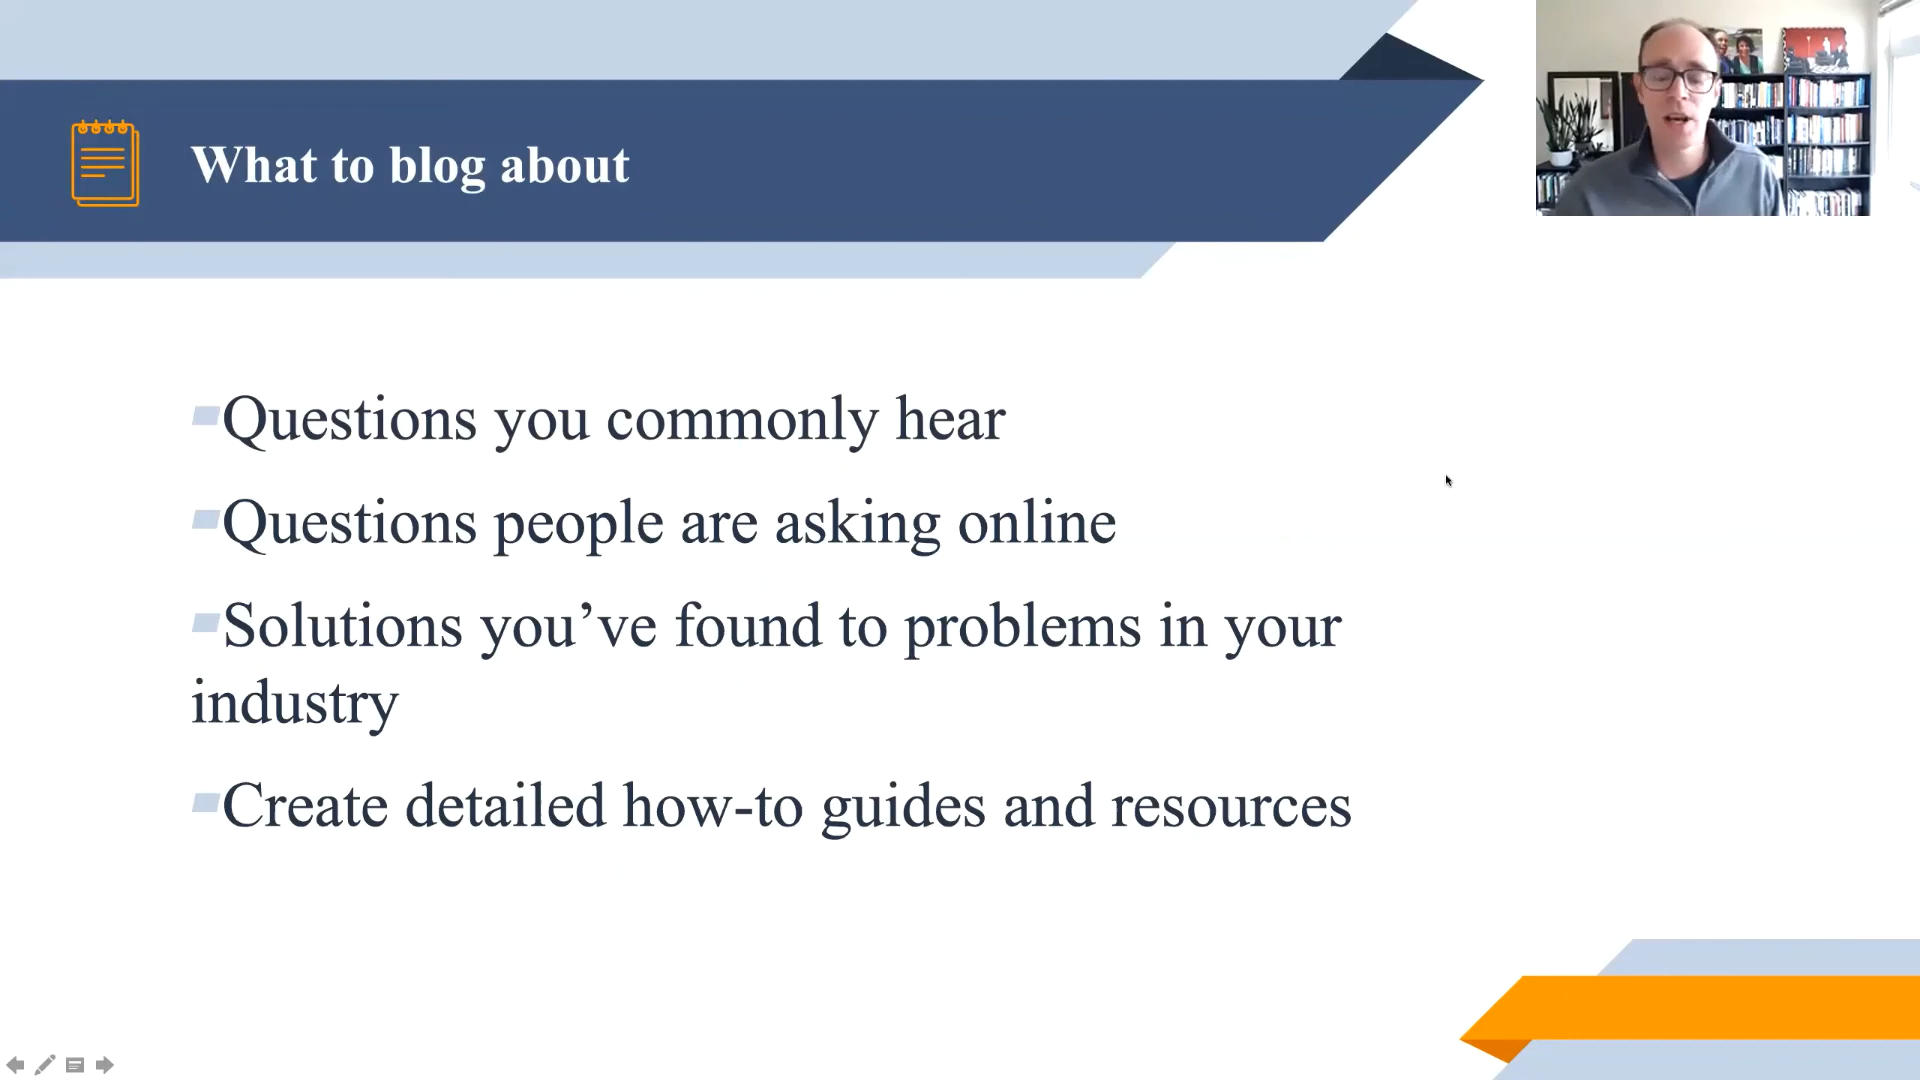 What to blog about
Questions you commonly hear
Questions people are asking online
Solutions you’ve found to problems in your
industry
Create detailed how-to guides and resources